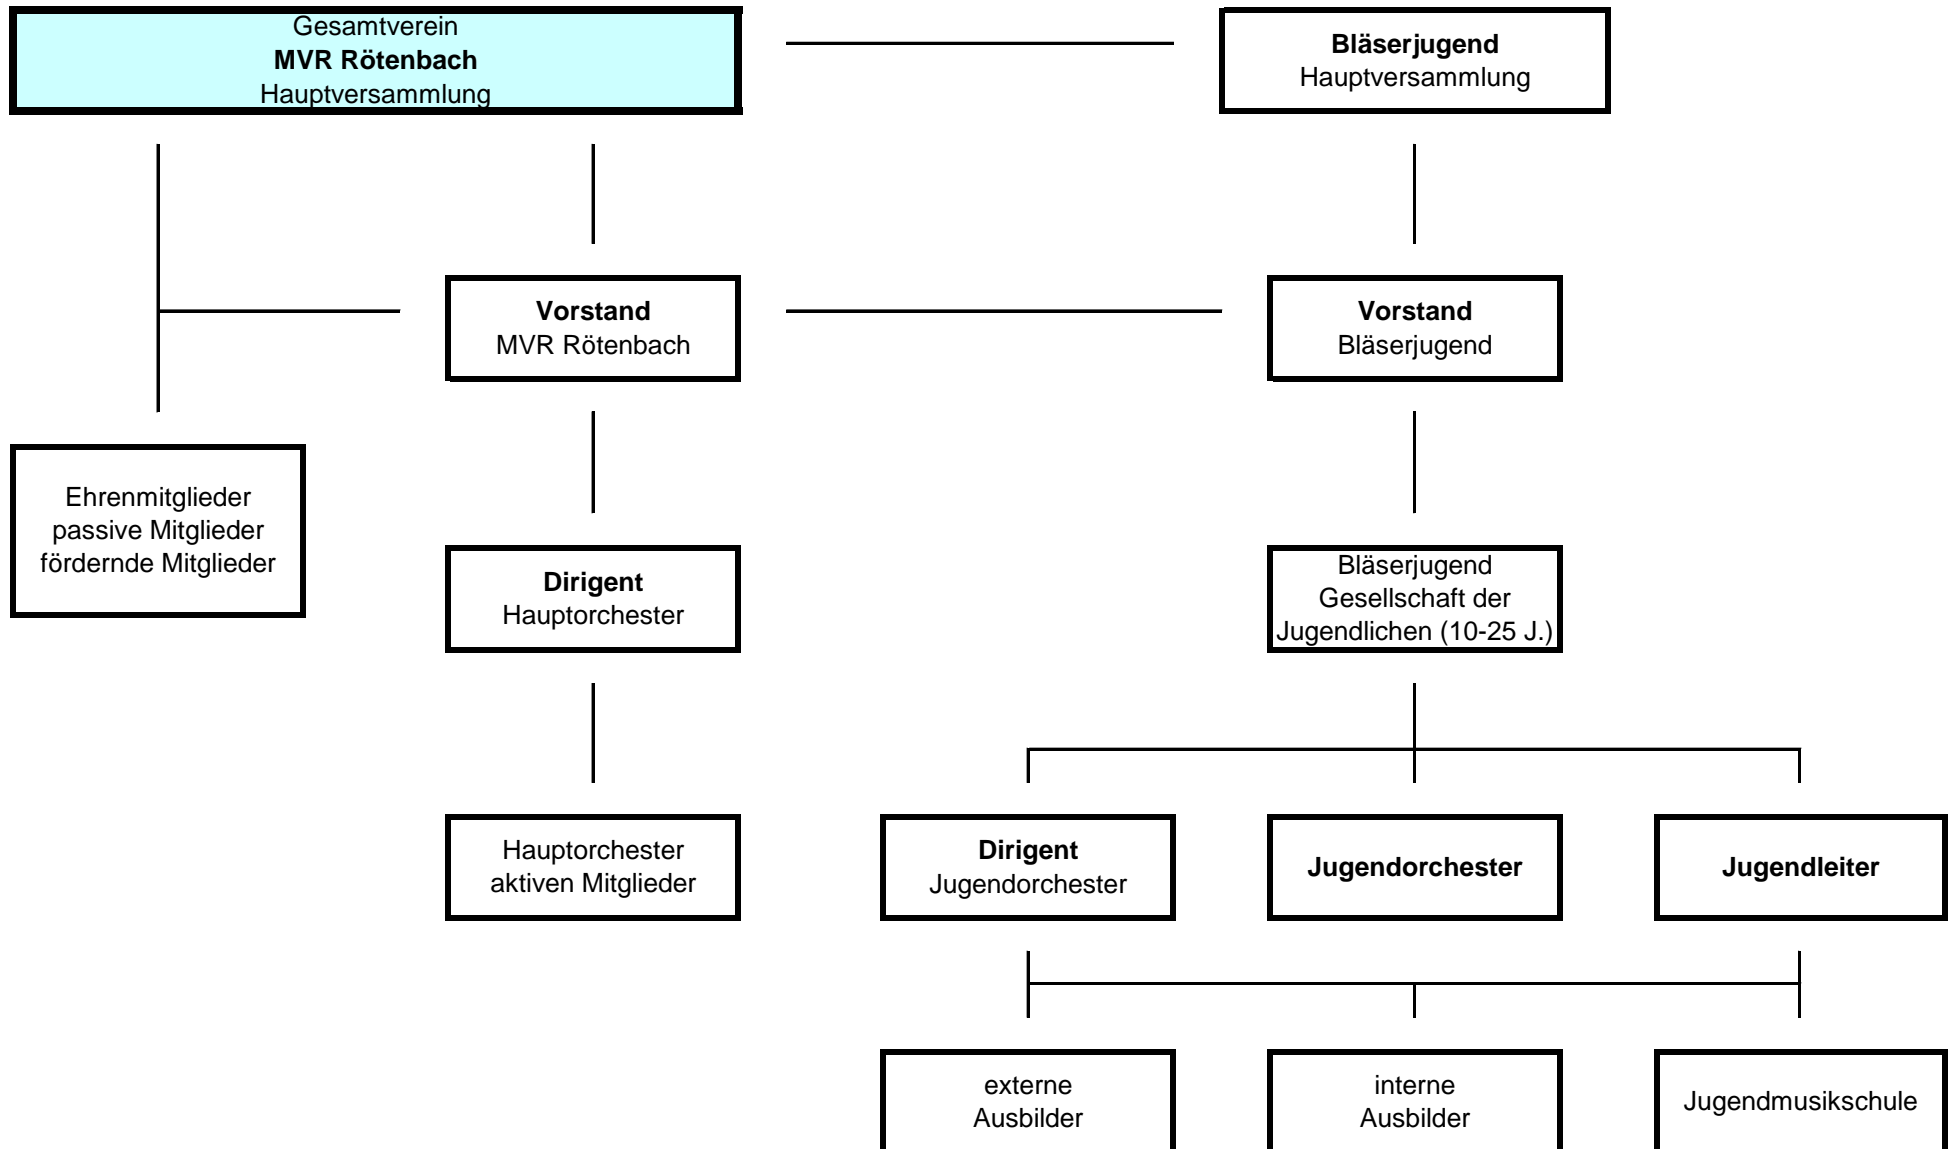 Gesamtverein
MVR Rötenbach
Hauptversammlung
Bläserjugend
Hauptversammlung
Vorstand
MVR Rötenbach
Vorstand
Bläserjugend
Ehrenmitglieder
passive Mitglieder
fördernde Mitglieder
Dirigent
Hauptorchester
Bläserjugend
Gesellschaft der
Jugendlichen (10-25 J.)
Hauptorchester
aktiven Mitglieder
Dirigent
Jugendorchester
Jugendorchester
Jugendleiter
externe
Ausbilder
interne
Ausbilder
Jugendmusikschule